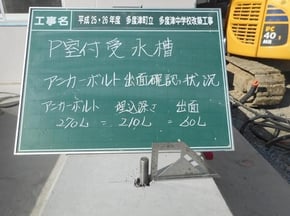 工事名 平成25・26年度 多度津町立 多度津中学校改築工事
P室付受水槽
アンカーボルト出面確認状況
アンカーボルト 埋込深さ 出面
270L = 210L = 60L
40